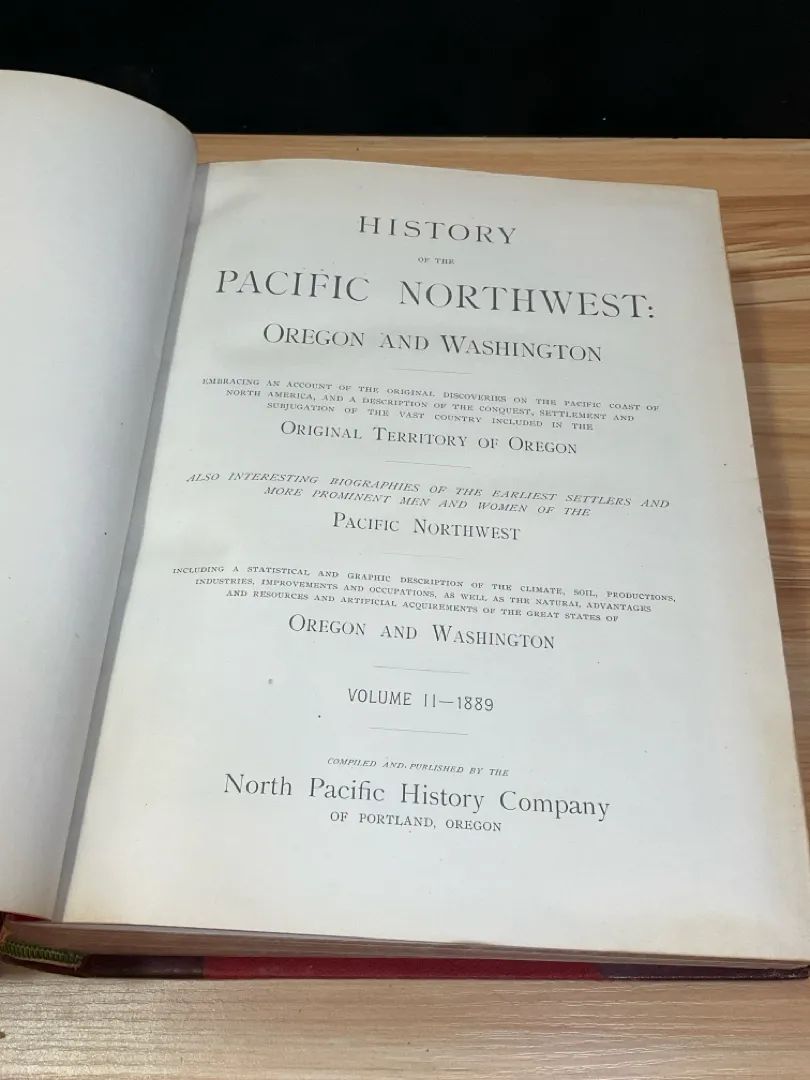 HISTORY
OF THE
PACIFIC NORTHWEST:
OREGON AND WASHINGTON
EMBRACING AN ACCOUNT OF THE ORIGINAL DISCOVERIES ON THE PACIFIC COAST OF
NORTH AMERICA, AND A DESCRIPTION OF THE CONQUEST, SETTLEMENT AND
SUBJUGATION OF THE VAST COUNTRY INCLUDED IN THE
ORIGINAL TERRITORY OF OREGON
ALSO INTERESTING BIOGRAPHIES OF THE EARLIEST SETTLERS AND
MORE PROMINENT MEN AND WOMEN OF THE
PACIFIC NORTHWEST
INCLUDING A STATISTICAL AND GRAPHIC DESCRIPTION OF THE CLIMATE, SOIL, PRODUCTIONS,
INDUSTRIES, IMPROVEMENTS AND OCCUPATIONS, AS WELL AS THE NATURAL ADVANTAGES
AND RESOURCES AND ARTIFICIAL ACQUIREMENTS OF THE GREAT STATES OF
OREGON AND WASHINGTON
VOLUME II—1889
COMPILED AND PUBLISHED BY THE
North Pacific History Company
OF PORTLAND, OREGON